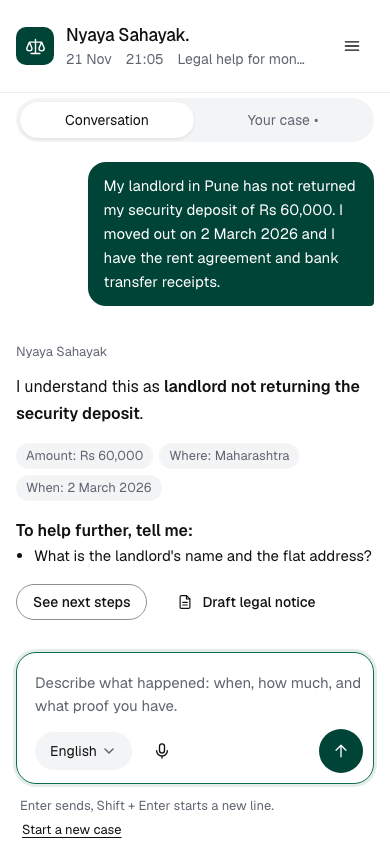 Nyaya Sahayak.
21 Nov 21:05 Legal help for mon...
Conversation
Your case •
My landlord in Pune has not returned
my security deposit of Rs 60,000. I
moved out on 2 March 2026 and I
have the rent agreement and bank
transfer receipts.
Nyaya Sahayak
I understand this as landlord not returning the
security deposit.
Amount: Rs 60,000
Where: Maharashtra
When: 2 March 2026
To help further, tell me:
• What is the landlord's name and the flat address?
See next steps
Draft legal notice
Describe what happened: when, how much, and
what proof you have.
English
Enter sends, Shift + Enter starts a new line.
Start a new case